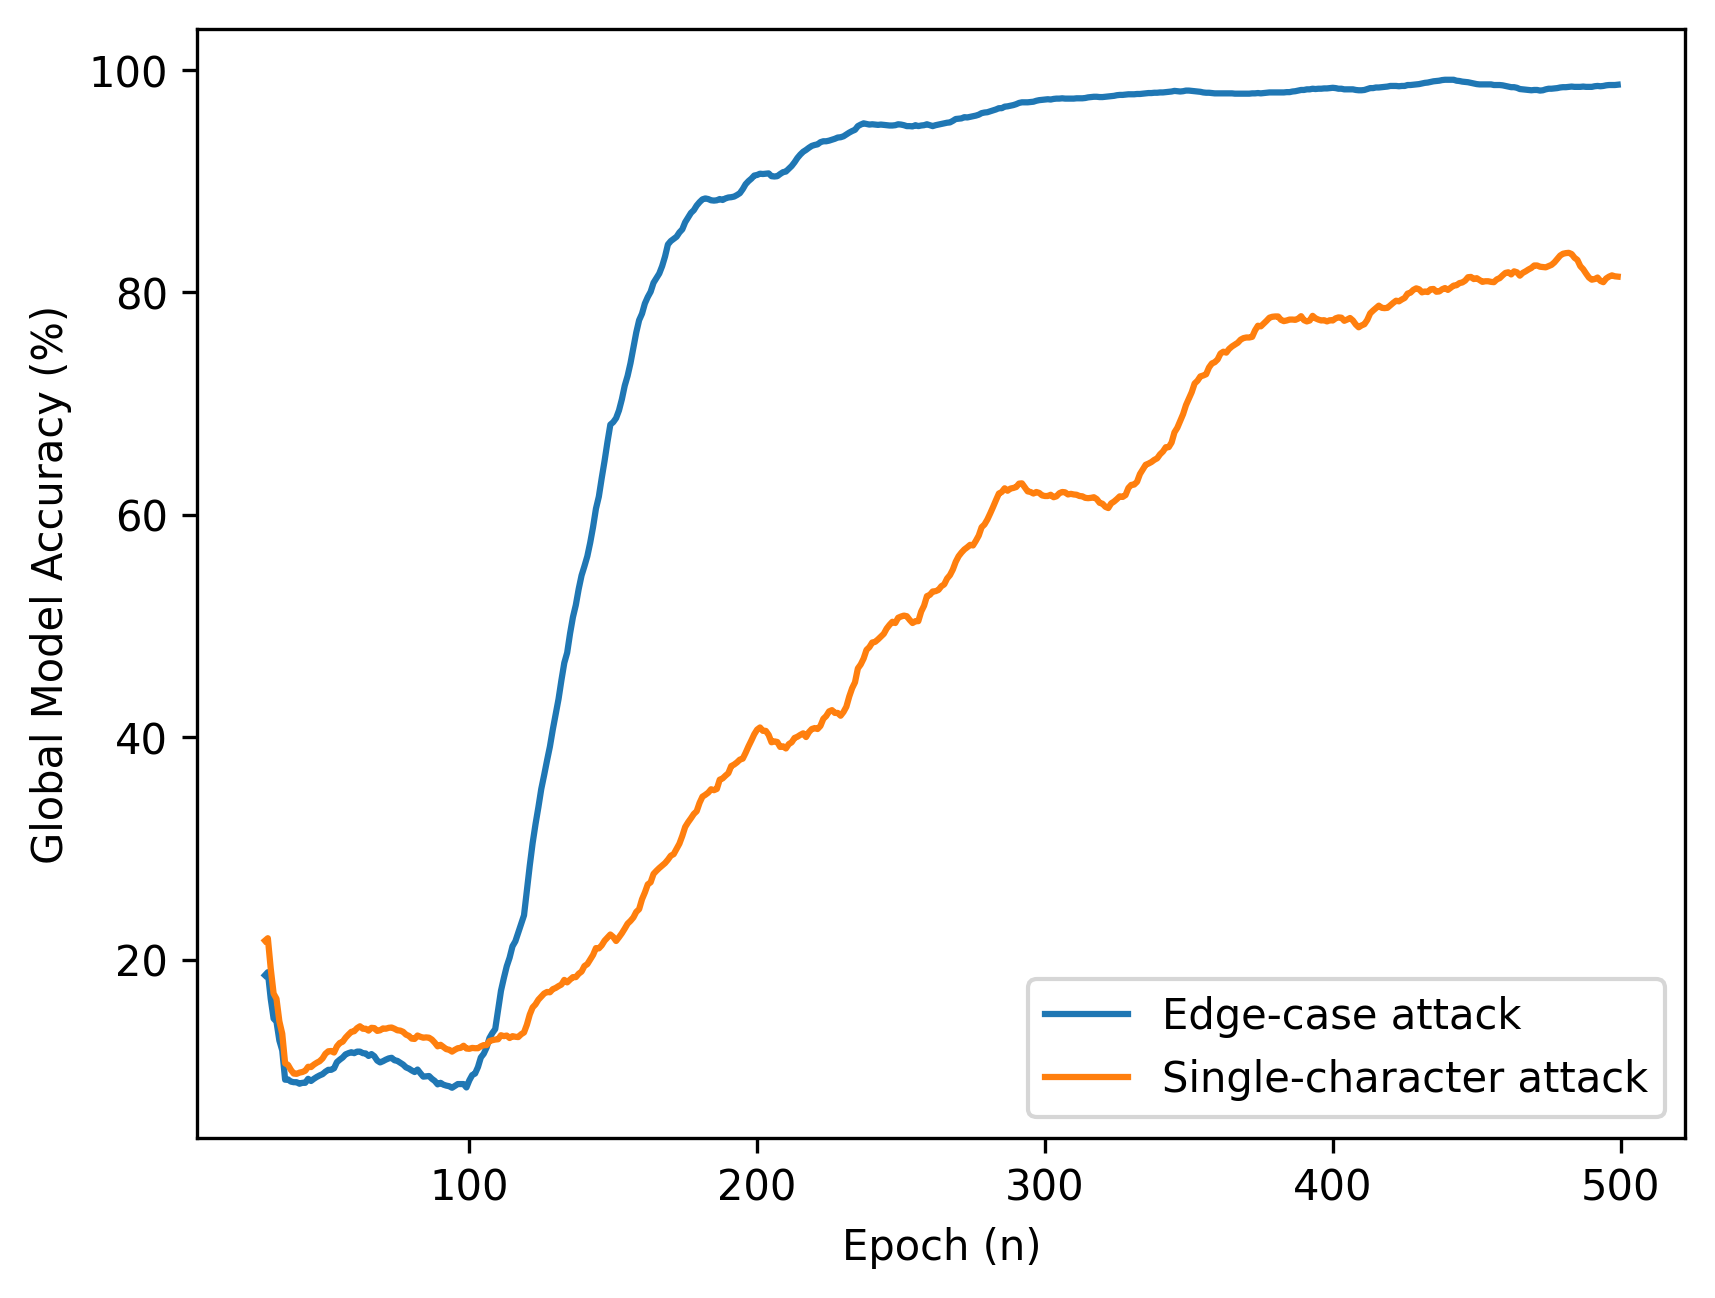 100
80
60
40
20
Global Model Accuracy (%)
Edge-case attack
Single-character attack
100 200 300 400 500
Epoch (n)